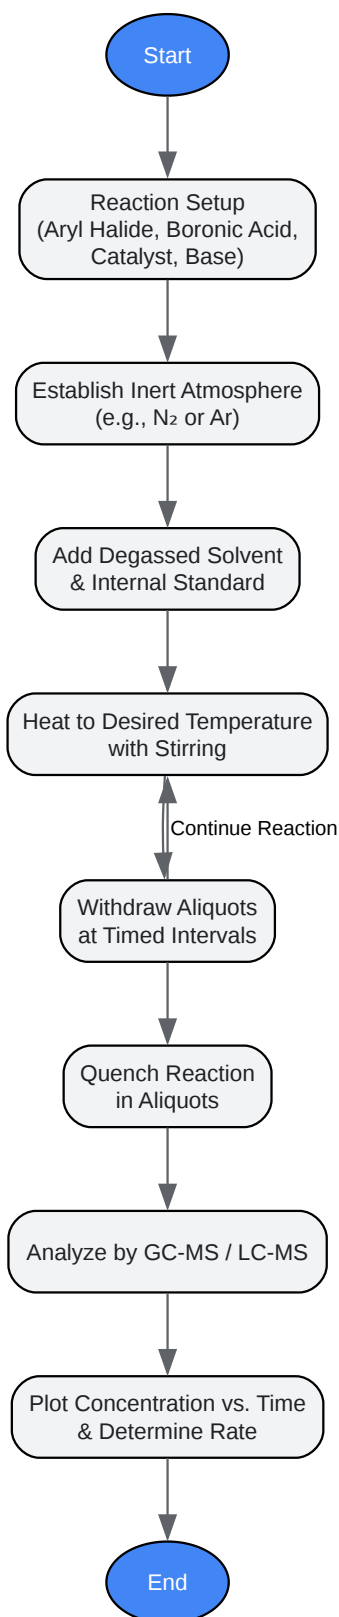 Start
Reaction Setup
(Aryl Halide, Boronic Acid,
Catalyst, Base)
Establish Inert Atmosphere
(e.g., N₂ or Ar)
Add Degassed Solvent
& Internal Standard
Heat to Desired Temperature
with Stirring
Continue Reaction
Withdraw Aliquots
at Timed Intervals
Quench Reaction
in Aliquots
Analyze by GC-MS / LC-MS
Plot Concentration vs. Time
& Determine Rate
End